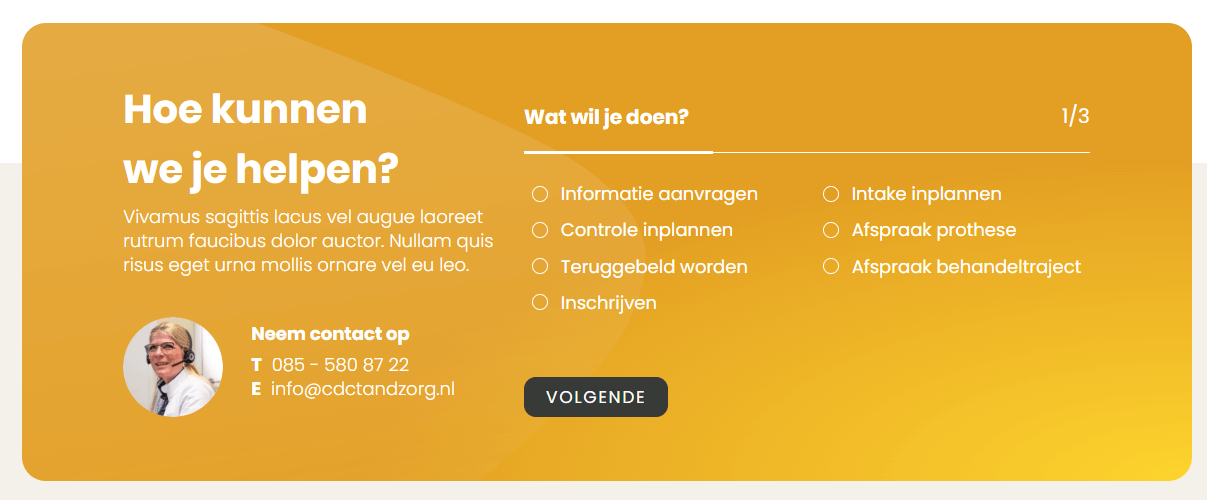 Hoe kunnen
we je helpen?
Vivamus sagittis lacus vel augue laoreet
rutrum faucibus dolor auctor. Nullam quis
risus eget urna mollis ornare vel eu leo.
Neem contact op
T 085 - 580 87 22
E info@cdctandzorg.nl
Wat wil je doen? 1/3
Informatie aanvragen Intake inplannen
Controle inplannen Afspraak prothese
Teruggebeld worden Afspraak behandeltraject
Inschrijven
VOLGENDE